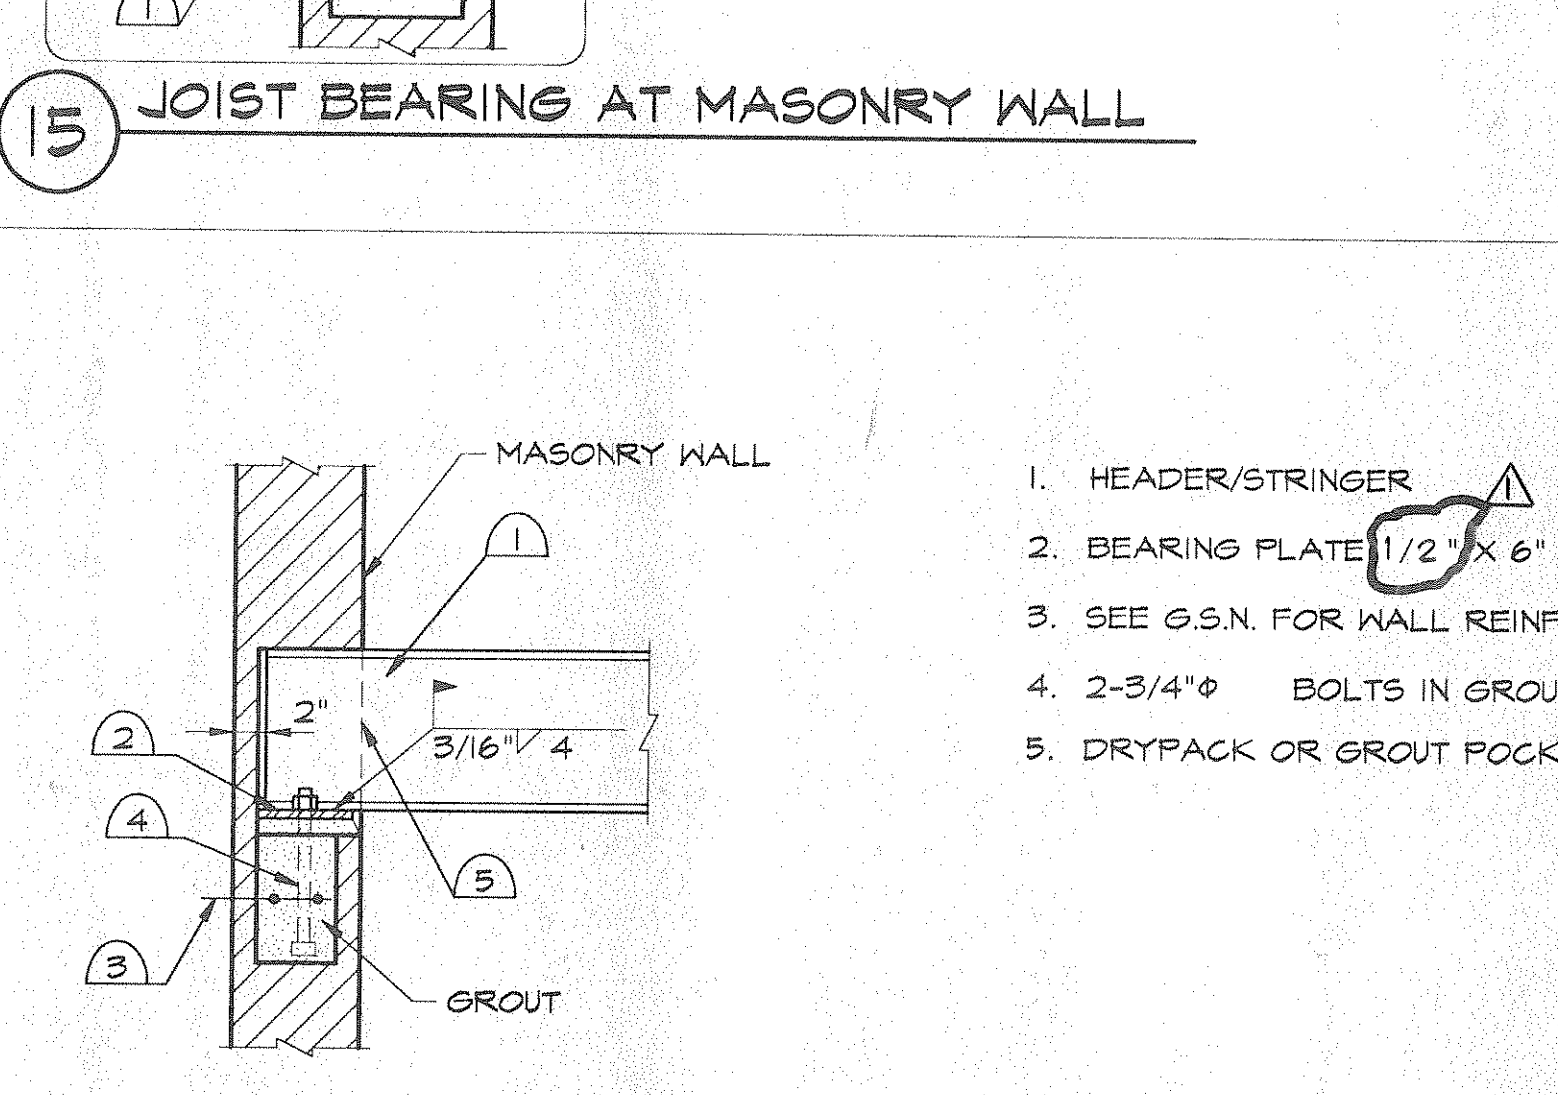 1
15 JOIST BEARING AT MASONRY WALL
MASONRY WALL
1
2"
2
3/16" 4
4
5
3
GROUT
1. HEADER/STRINGER 1
2. BEARING PLATE 1/2" X 6"
3. SEE G.S.N. FOR WALL REINF
4. 2-3/4"Φ BOLTS IN GROU
5. DRYPACK OR GROUT POCK